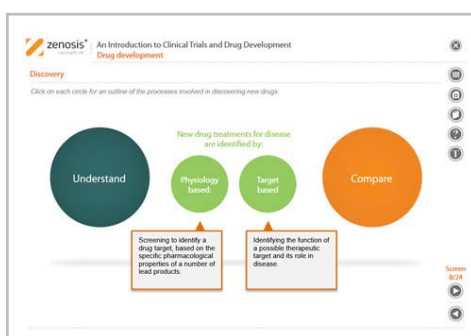 zenosis®
An Introduction to Clinical Trials and Drug Development
Drug development
Discovery
Click on each circle for an outline of the processes involved in discovering new drugs.
New drug treatments for disease
are identified by:
Understand
Physiology
based:
Target
based
Compare
Screening to identify a
drug target, based on the
specific pharmacological
properties of a number of
lead products.
Identifying the function of
a possible therapeutic
target and its role in
disease.
Screen
8/24